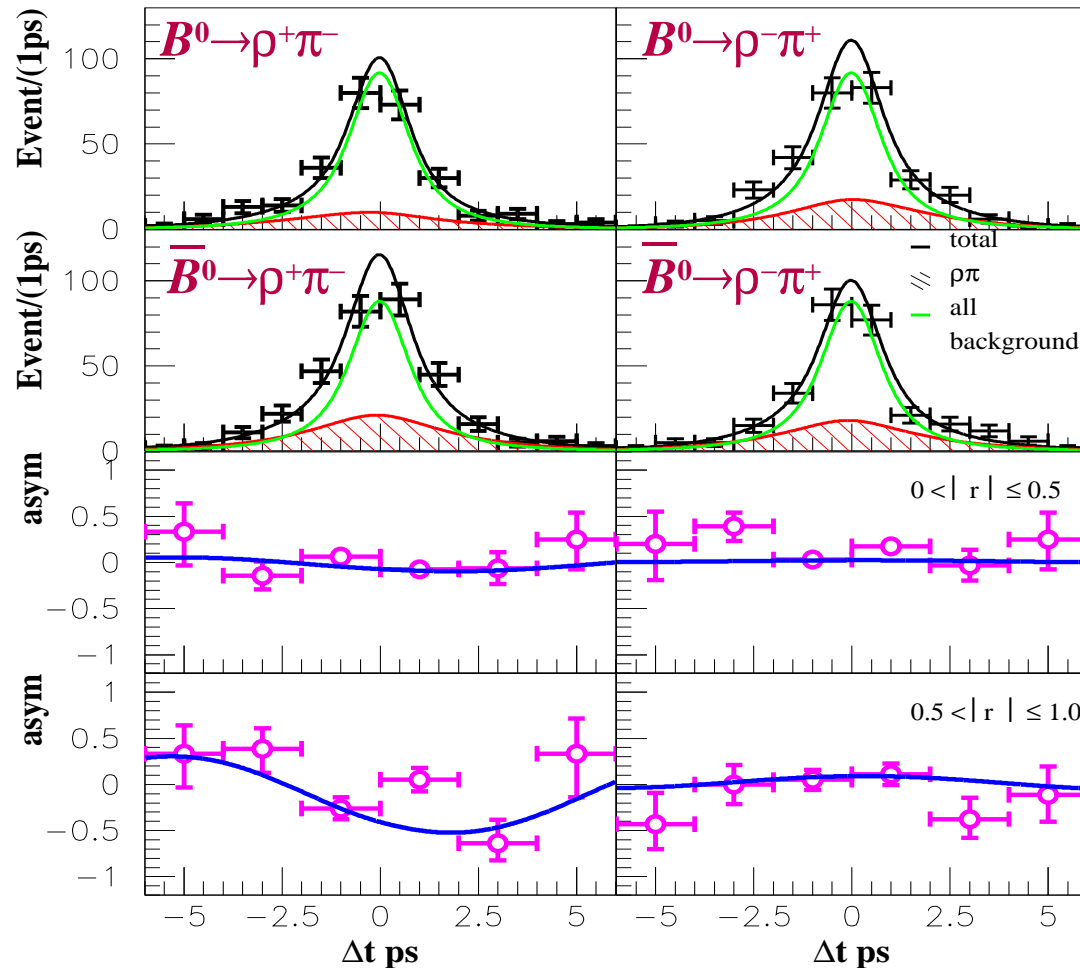 B⁰→ρ⁺π⁻
B⁰→ρ⁻π⁺
Event/(1ps)
100
50
0
B̅⁰→ρ⁺π⁻
B̅⁰→ρ⁻π⁺
total
ρπ
all
background
Event/(1ps)
100
50
0
asym
1
0.5
0
−0.5
−1
0 <| r | ≤ 0.5
asym
1
0.5
0
−0.5
−1
0.5 <| r | ≤ 1.0
−5 −2.5 0 2.5 5
−5 −2.5 0 2.5 5
Δt ps
Δt ps